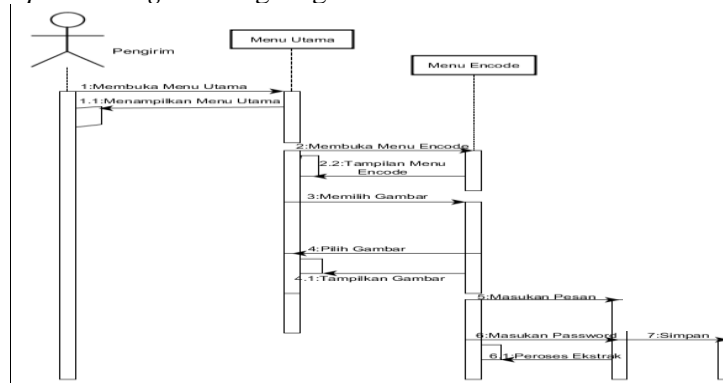 Pengirim
Menu Utama
Menu Encode
1:Membuka Menu Utama
1.1:Menampilkan Menu Utama
2:Membuka Menu Encode
2.2:Tampilan Menu
Encode
3:Memilih Gambar
4:Pilih Gambar
4.1:Tampilkan Gambar
5:Masukan Pesan
6:Masukan Password
7:Simpan
6.1:Peroses Ekstrak